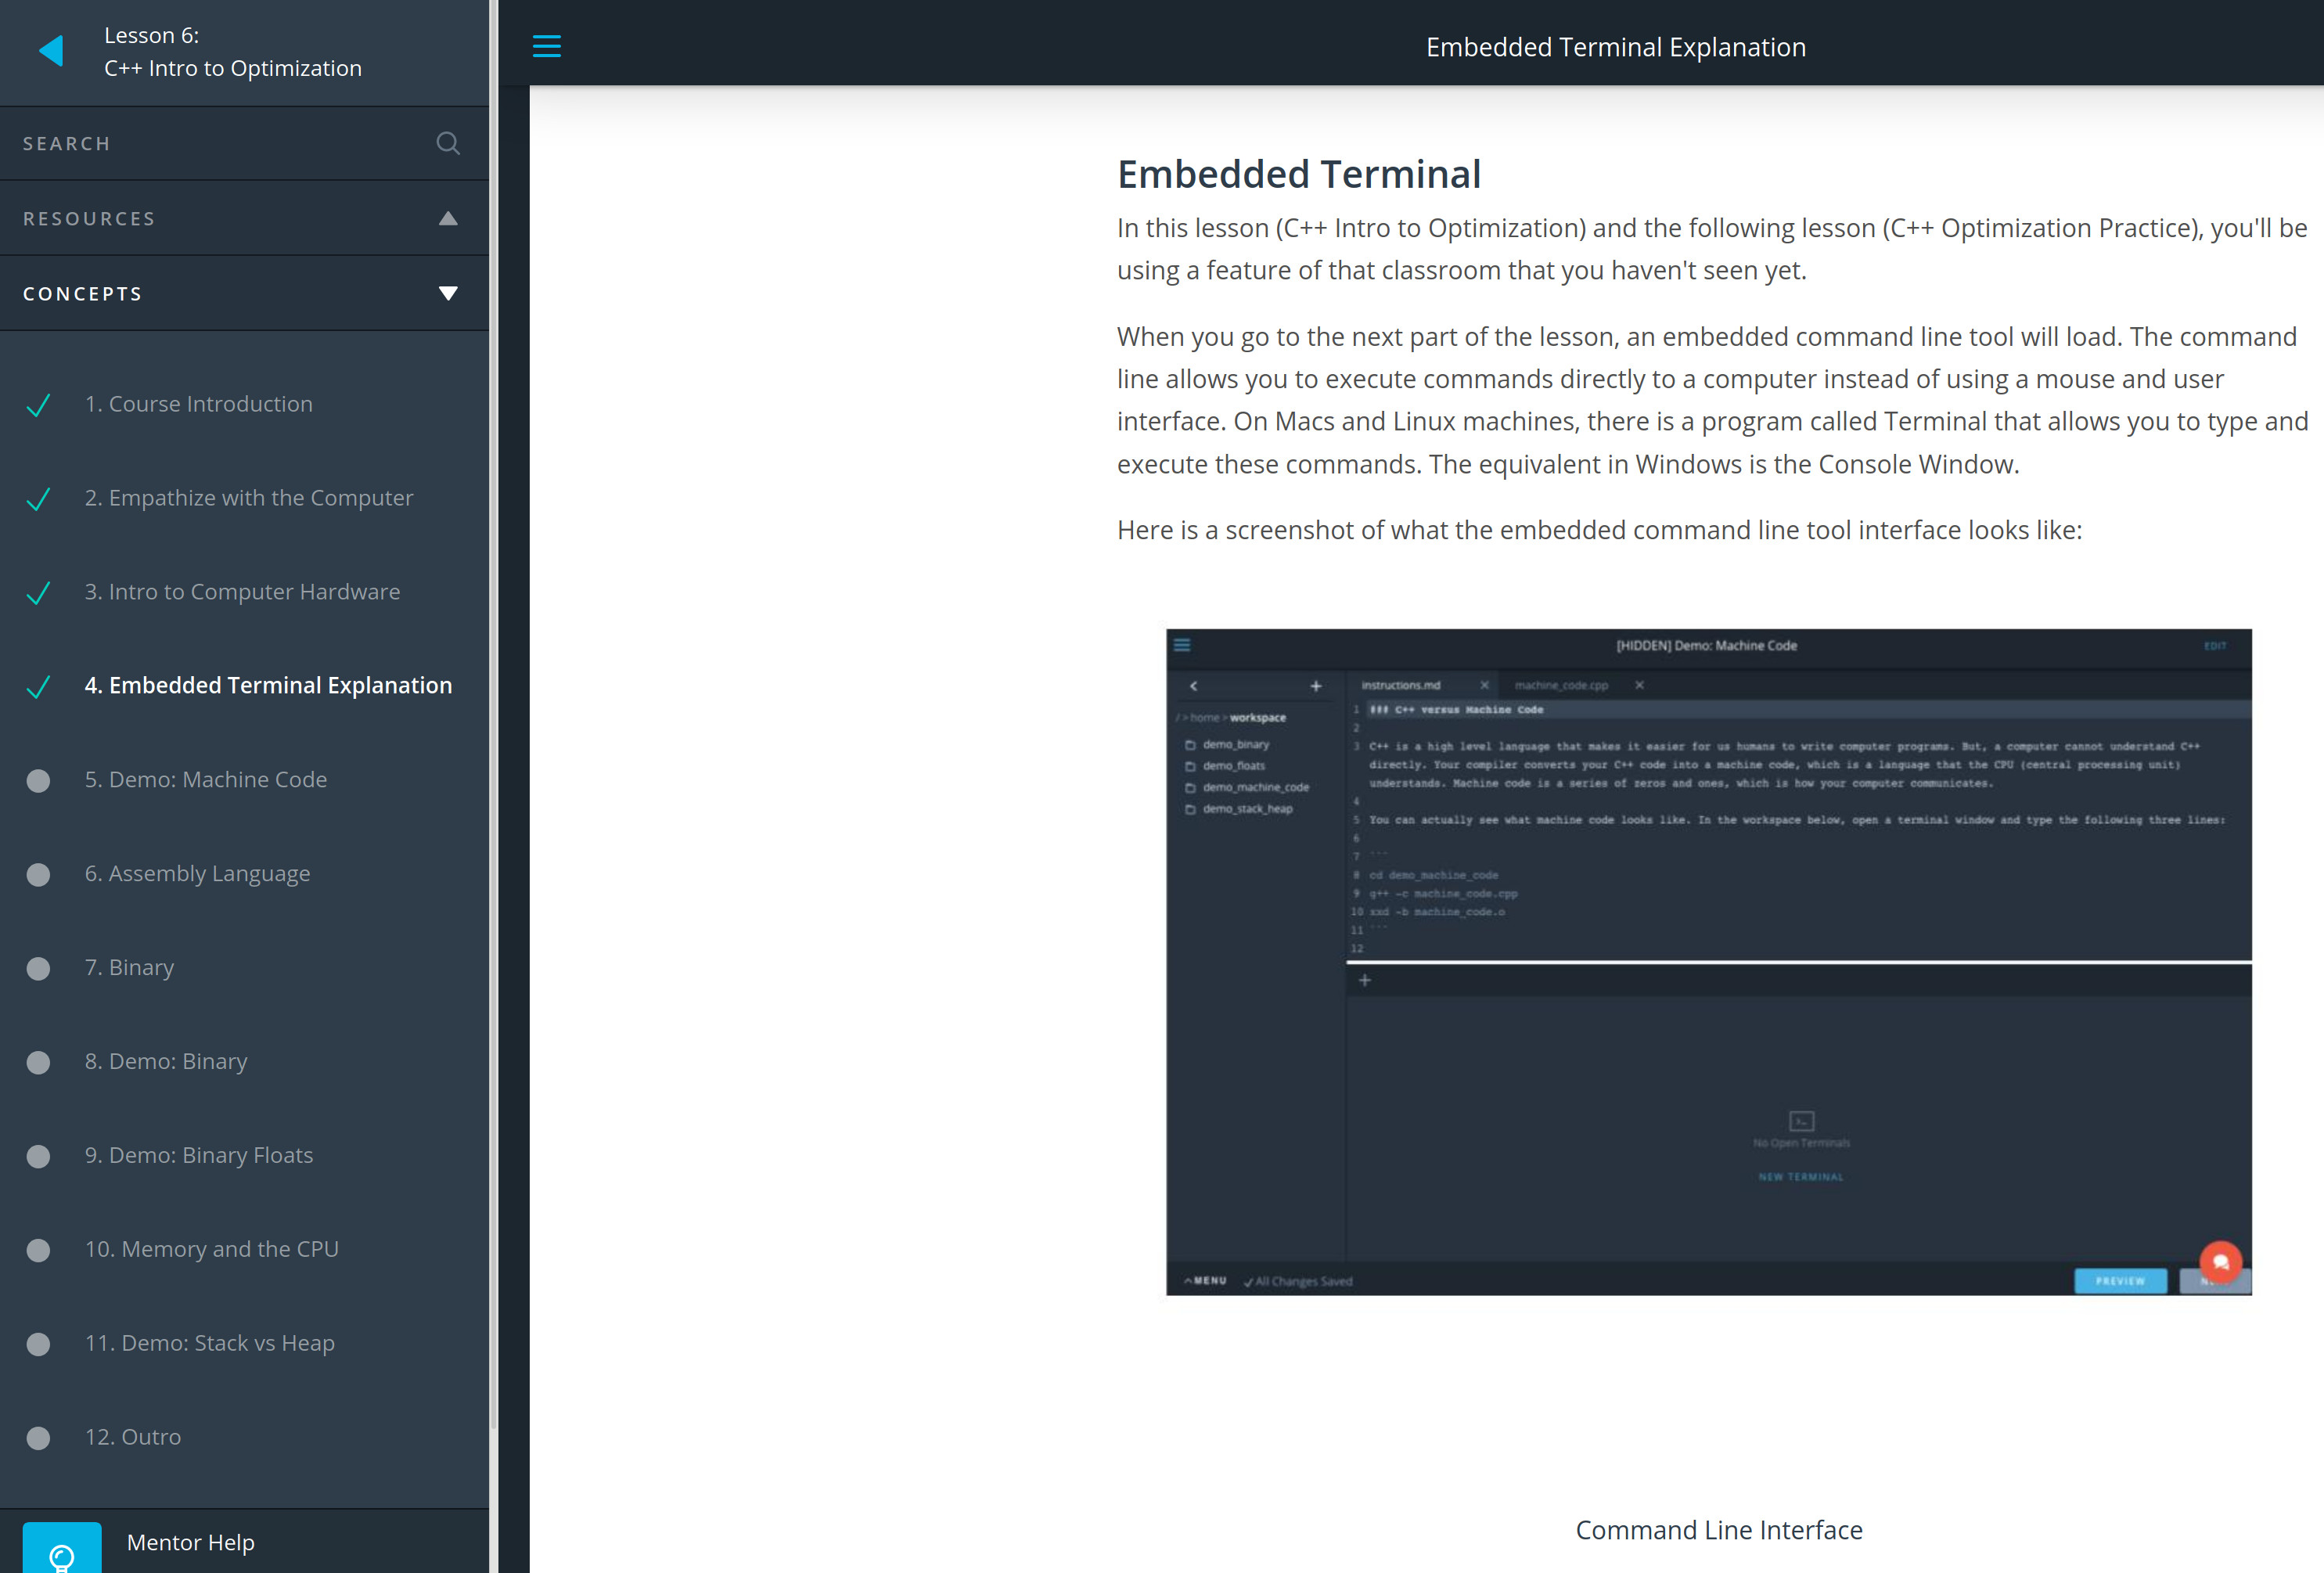 Lesson 6:
C++ Intro to Optimization
SEARCH
RESOURCES
CONCEPTS
1. Course Introduction
2. Empathize with the Computer
3. Intro to Computer Hardware
4. Embedded Terminal Explanation
5. Demo: Machine Code
6. Assembly Language
7. Binary
8. Demo: Binary
9. Demo: Binary Floats
10. Memory and the CPU
11. Demo: Stack vs Heap
12. Outro
Mentor Help
Embedded Terminal Explanation
Embedded Terminal
In this lesson (C++ Intro to Optimization) and the following lesson (C++ Optimization Practice), you'll be
using a feature of that classroom that you haven't seen yet.
When you go to the next part of the lesson, an embedded command line tool will load. The command
line allows you to execute commands directly to a computer instead of using a mouse and user
interface. On Macs and Linux machines, there is a program called Terminal that allows you to type and
execute these commands. The equivalent in Windows is the Console Window.
Here is a screenshot of what the embedded command line tool interface looks like:
[HIDDEN] Demo: Machine Code
EDIT
/ > home > workspace
demo_binary
demo_floats
demo_machine_code
demo_stack_heap
instructions.md
machine_code.cpp
1 ### C++ versus Machine Code
2
3 C++ is a high level language that makes it easier for us humans to write computer programs. But, a computer cannot understand C++
directly. Your compiler converts your C++ code into a machine code, which is a language that the CPU (central processing unit)
understands. Machine code is a series of zeros and ones, which is how your computer communicates.
4
5 You can actually see what machine code looks like. In the workspace below, open a terminal window and type the following three lines:
6
7 ```
8 cd demo_machine_code
9 g++ -c machine_code.cpp
10 xxd -b machine_code.o
11 ```
12
No Open Terminals
NEW TERMINAL
MENU
All Changes Saved
PREVIEW
Command Line Interface